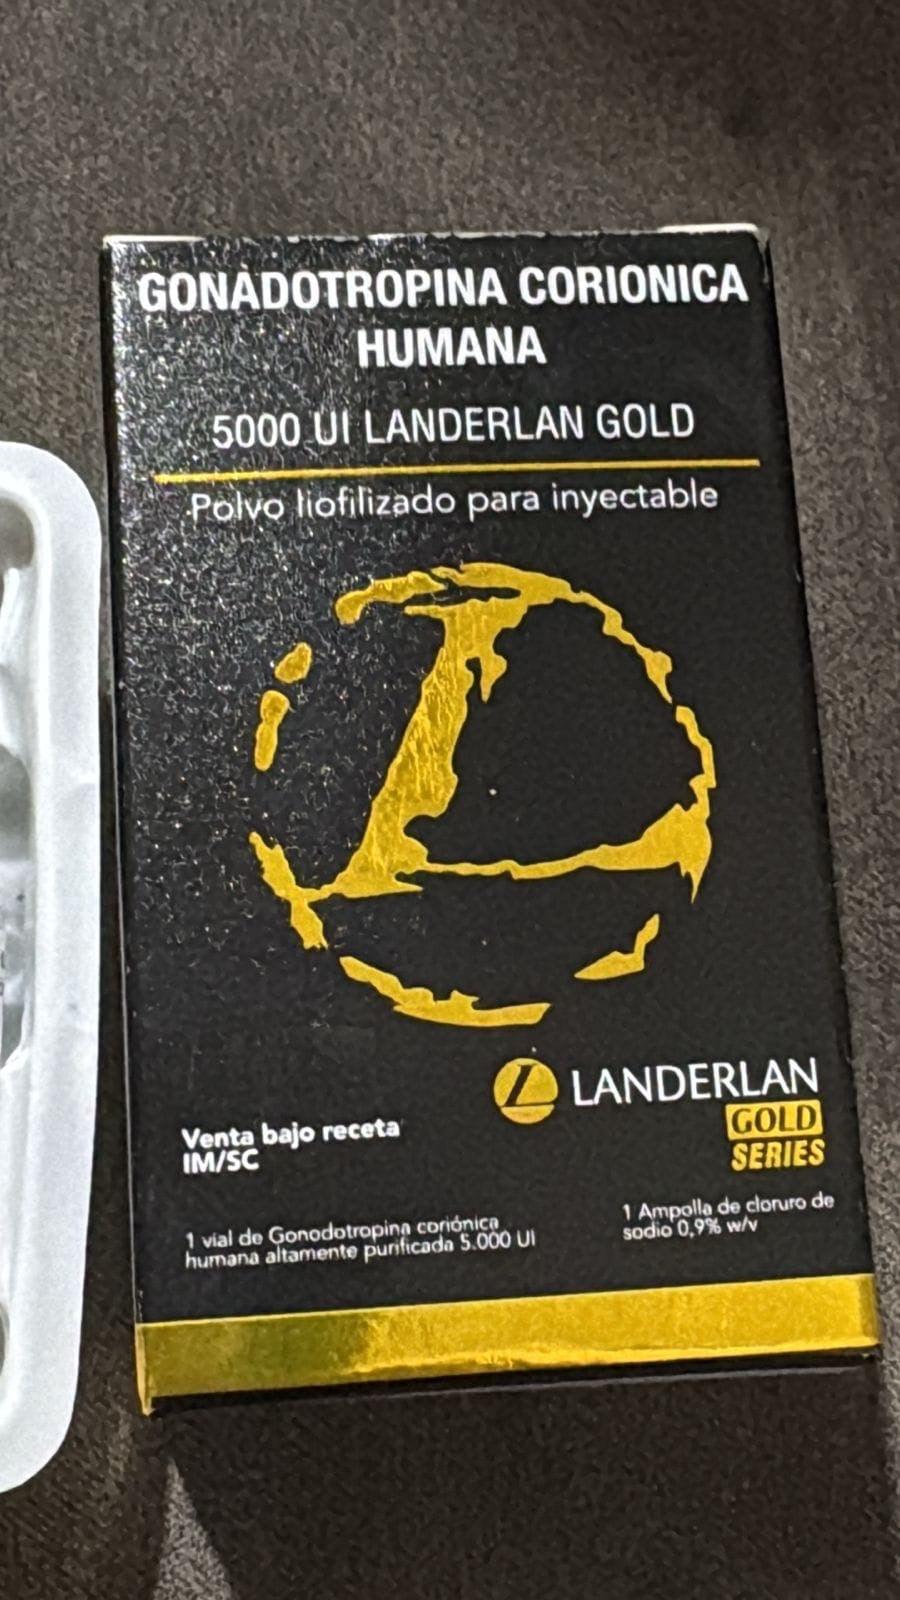 GONADOTROPINA CORIONICA
HUMANA
5000 UI LANDERLAN GOLD
Polvo liofilizado para inyectable
L LANDERLAN
GOLD
SERIES
Venta bajo receta
IM/SC
1 vial de Gonodotropina coriónica
humana altamente purificada 5.000 UI
1 Ampolla de cloruro de
sodio 0,9% w/v